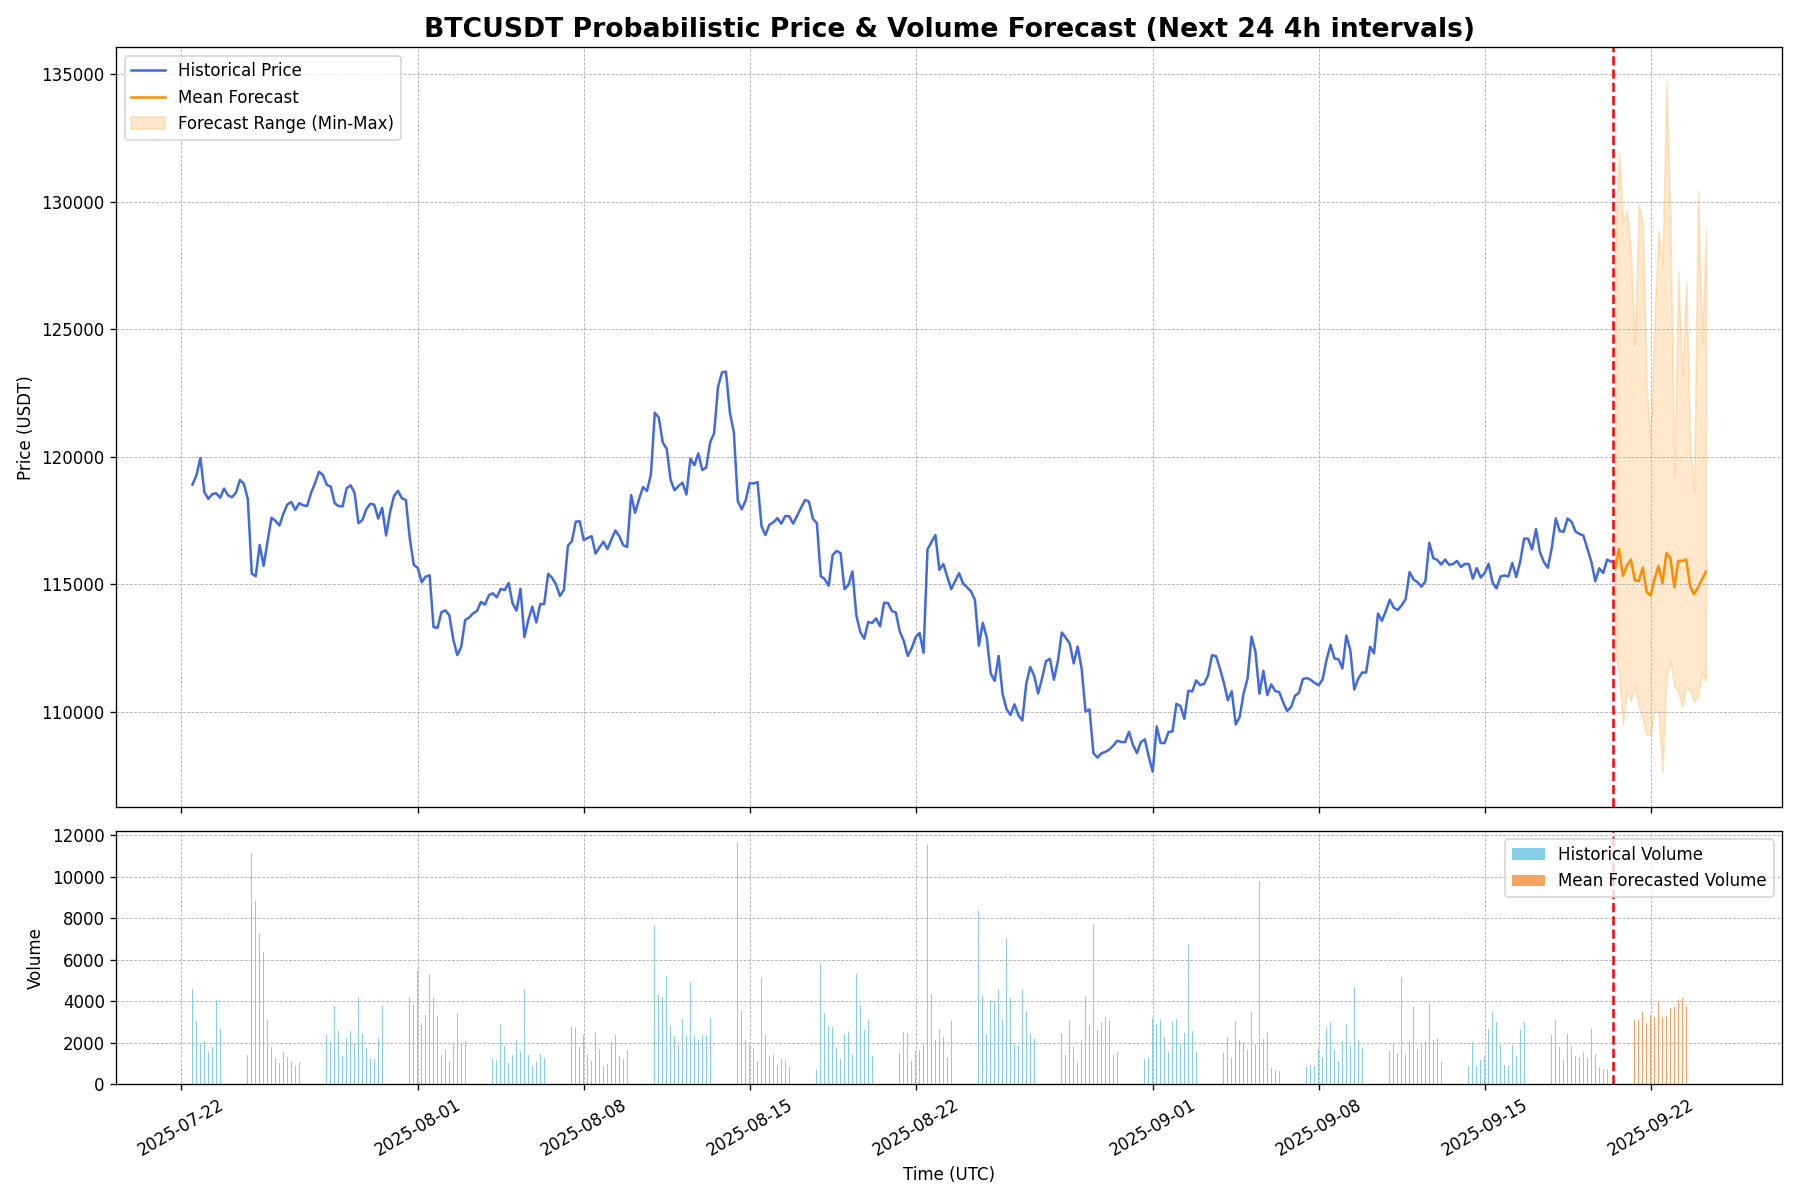 BTCUSDT Probabilistic Price & Volume Forecast (Next 24 4h intervals)
Historical Price
Mean Forecast
Forecast Range (Min-Max)
135000
130000
125000
120000
115000
110000
Price (USDT)
Historical Volume
Mean Forecasted Volume
12000
10000
8000
6000
4000
2000
0
Volume
2025-07-22
2025-08-01
2025-08-08
2025-08-15
2025-08-22
2025-09-01
2025-09-08
2025-09-15
2025-09-22
Time (UTC)